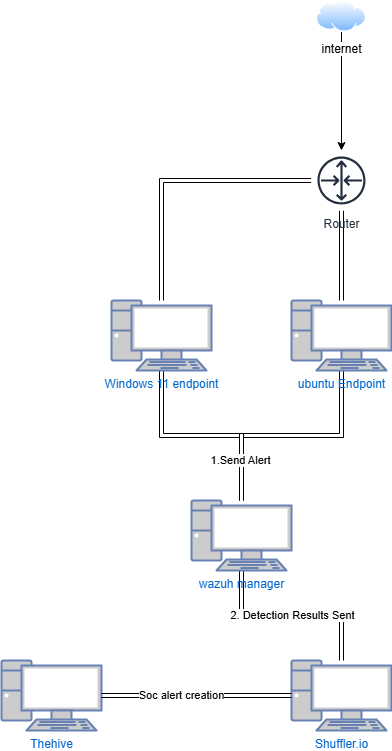 internet
Router
Windows 11 endpoint
ubuntu Endpoint
1.Send Alert
wazuh manager
2. Detection Results Sent
Soc alert creation
Thehive
Shuffler.io